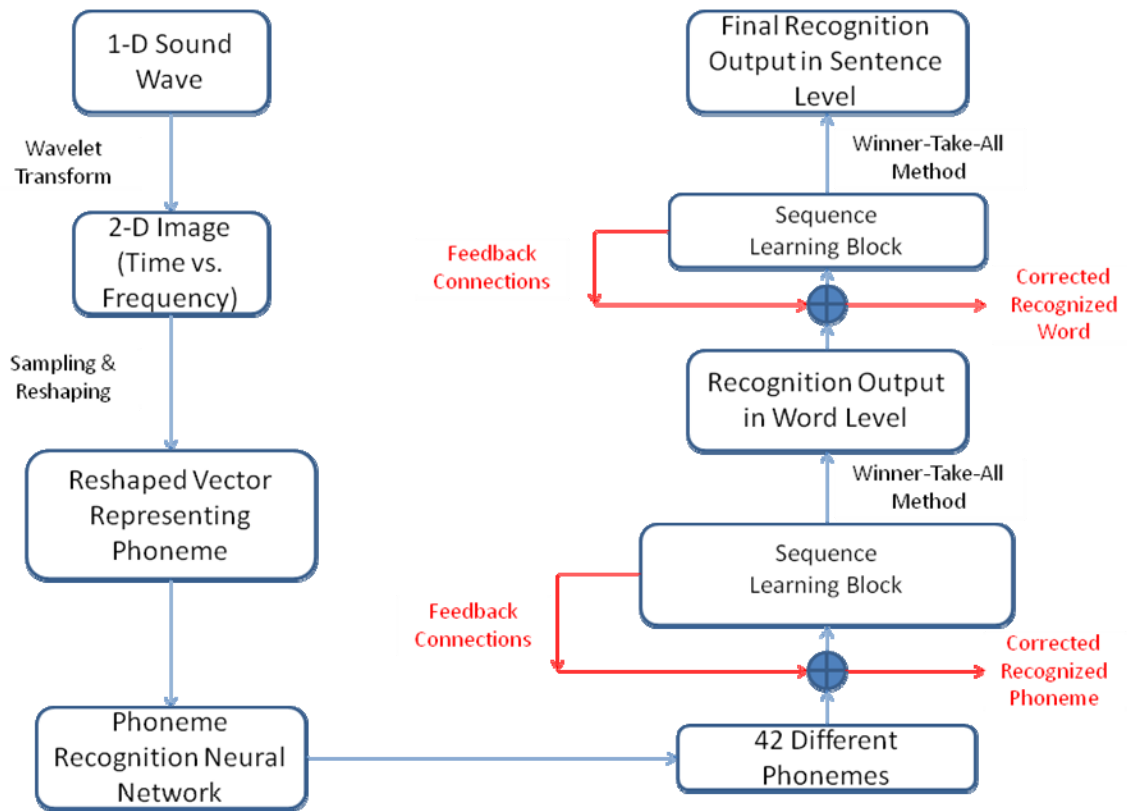 1-D Sound
Wave
Wavelet
Transform
2-D Image
(Time vs.
Frequency)
Sampling &
Reshaping
Reshaped Vector
Representing
Phoneme
Phoneme
Recognition Neural
Network
42 Different
Phonemes
Corrected
Recognized
Phoneme
Feedback
Connections
Sequence
Learning Block
Winner-Take-All
Method
Recognition Output
in Word Level
Corrected
Recognized
Word
Feedback
Connections
Sequence
Learning Block
Winner-Take-All
Method
Final Recognition
Output in Sentence
Level